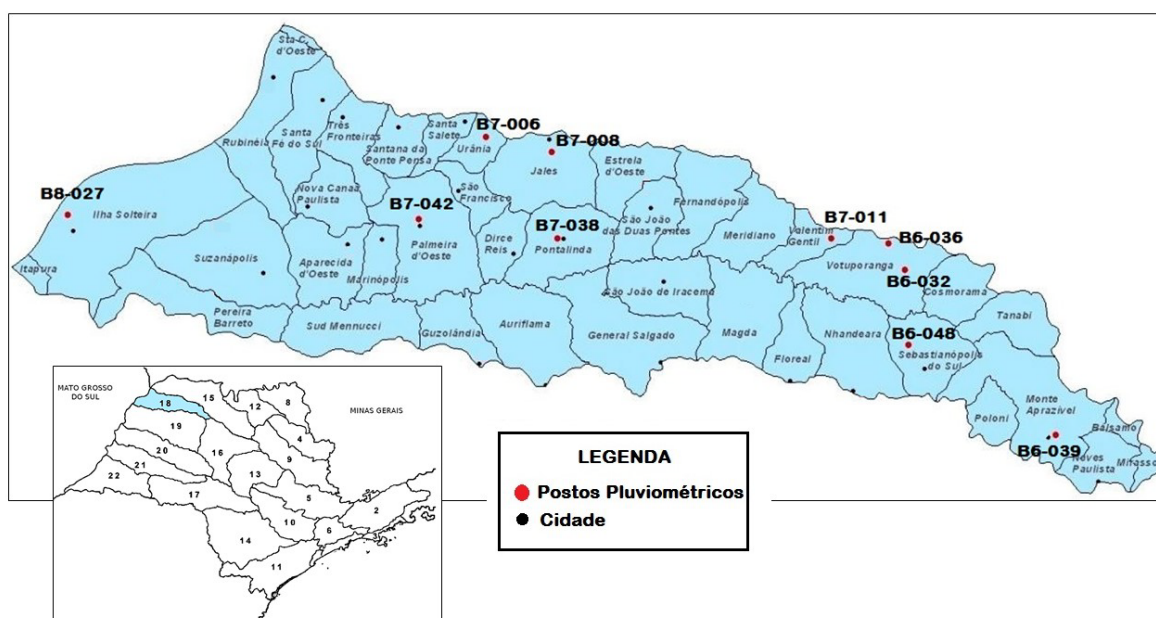 Sta C.
d'Oeste
Santa
Salete
B7-006
Três
Fronteiras
Santana da
Ponte Pensa
Urânia
B7-008
Rubinéia
Santa
Fé do Sul
Jales
Estrela
d'Oeste
B8-027
Ilha Solteira
Nova Canaã
Paulista
São
Francisco
B7-042
Fernandópolis
B7-038
São João
das Duas Pontes
B7-011
Valentim
Gentil
Meridiano
B6-036
Dirce
Reis
Pontalinda
Palmeira
d'Oeste
Suzanápolis
Aparecida
d'Oeste
Marinópolis
Itapura
Votuporanga
B6-032
Cosmorama
São João de Iracema
Pereira
Barreto
Sud Mennucci
Guzolândia
Auriflama
General Salgado
Magda
Nhandeara
Tanabi
B6-048
Sebastianópolis
do Sul
Floreal
Monte
Aprazível
Poloni
Bálsamo
B6-039
Neves
Paulista
Mirassol
MATO GROSSO
DO SUL
MINAS GERAIS
18
15
12
8
19
4
16
9
20
21
13
22
17
5
2
10
6
3
14
11
LEGENDA
Postos Pluviométricos
Cidade